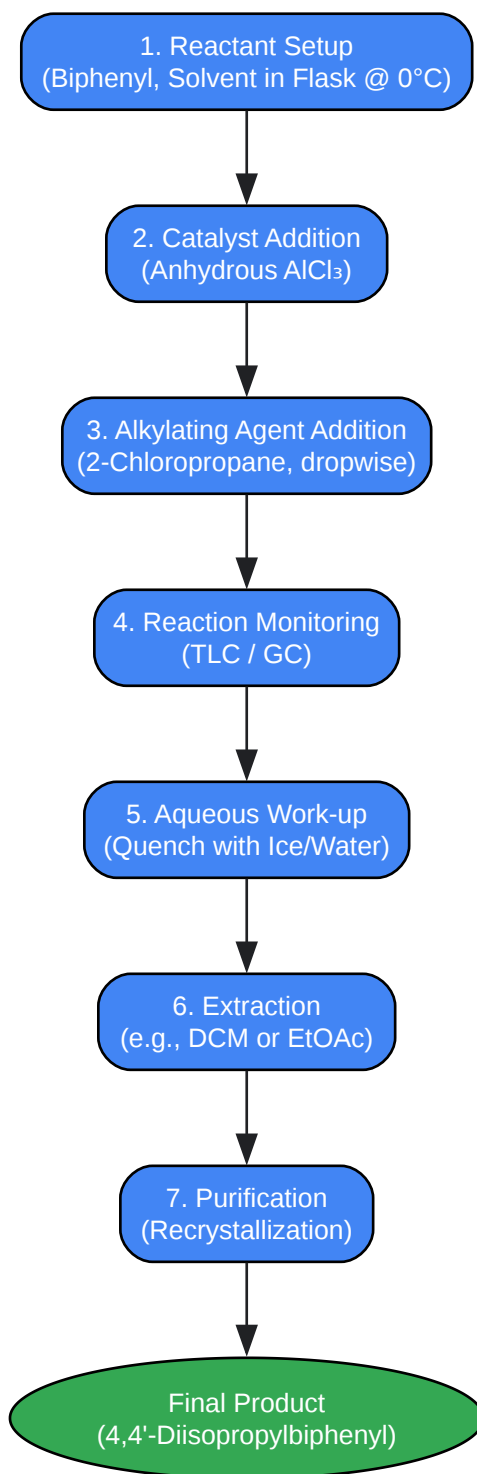 1. Reactant Setup
(Biphenyl, Solvent in Flask @ 0°C)
2. Catalyst Addition
(Anhydrous AlCl₃)
3. Alkylating Agent Addition
(2-Chloropropane, dropwise)
4. Reaction Monitoring
(TLC / GC)
5. Aqueous Work-up
(Quench with Ice/Water)
6. Extraction
(e.g., DCM or EtOAc)
7. Purification
(Recrystallization)
Final Product
(4,4'-Diisopropylbiphenyl)